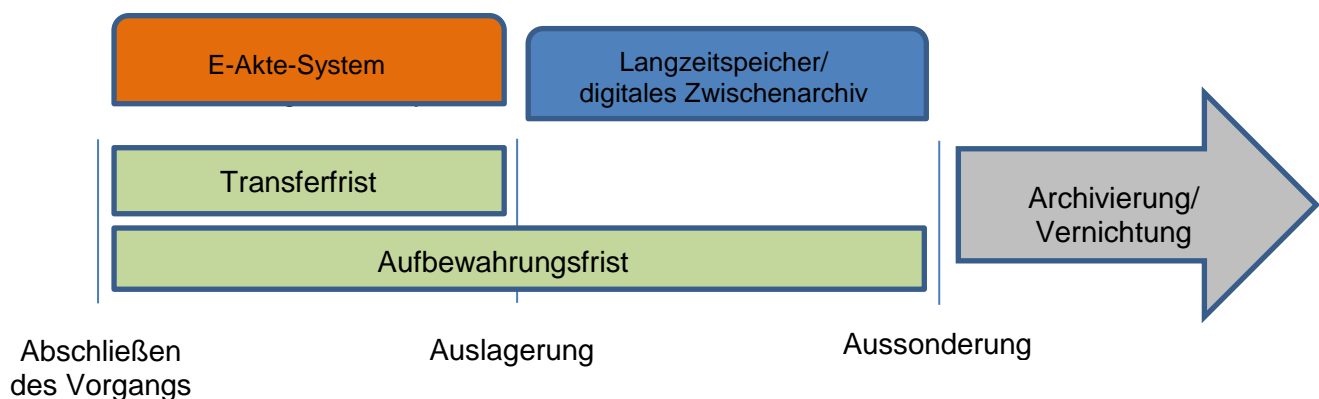 E-Akte-System
Langzeitspeicher/
digitales Zwischenarchiv
Transferfrist
Aufbewahrungsfrist
Archivierung/
Vernichtung
Abschließen
des Vorgangs
Auslagerung
Aussonderung